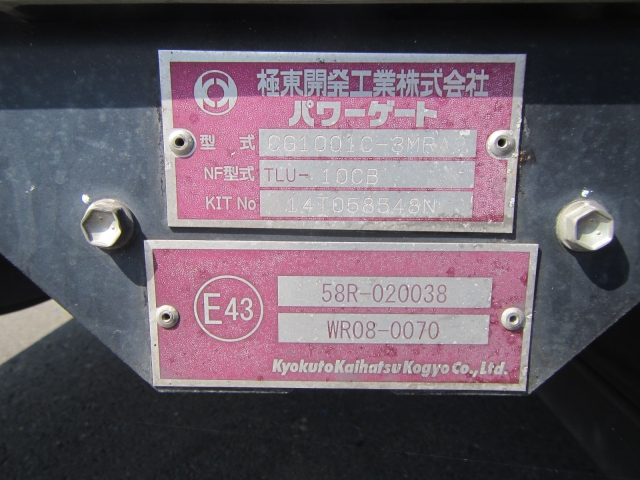 極東開発工業株式会社
パワーゲート
型式 CG1001C-3MR
NF型式 TLU- 10CB
KIT No 114T058548N
E43
58R-020038
WR08-0070
Kyokuto Kaihatsu Kogyo Co., Ltd.